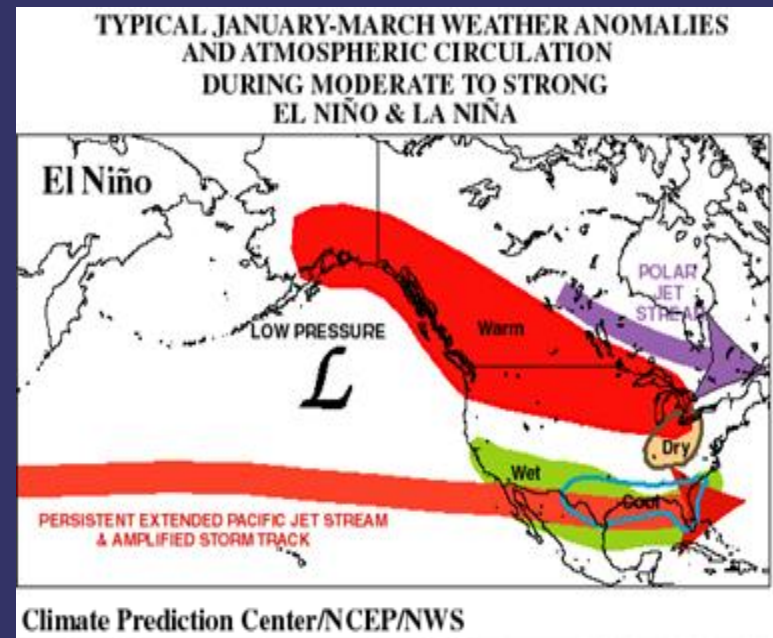 TYPICAL JANUARY-MARCH WEATHER ANOMALIES
AND ATMOSPHERIC CIRCULATION
DURING MODERATE TO STRONG
EL NIÑO & LA NIÑA
El Niño
POLAR
JET
STREAM
LOW PRESSURE
Warm
L
Dry
Wet
Cool
PERSISTENT EXTENDED PACIFIC JET STREAM
& AMPLIFIED STORM TRACK
Climate Prediction Center/NCEP/NWS